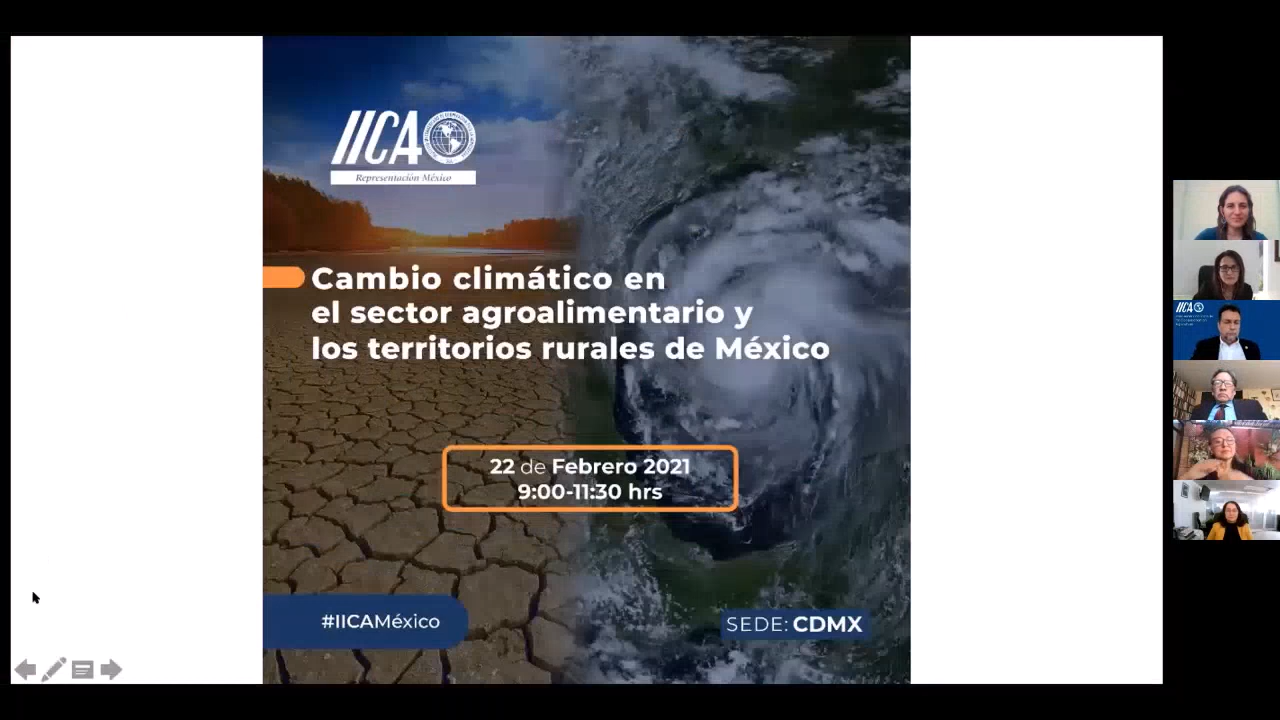 IICA
Representación México
Cambio climático en
el sector agroalimentario y
los territorios rurales de México
22 de Febrero 2021
9:00-11:30 hrs
#IICAMéxico
SEDE: CDMX
IICA